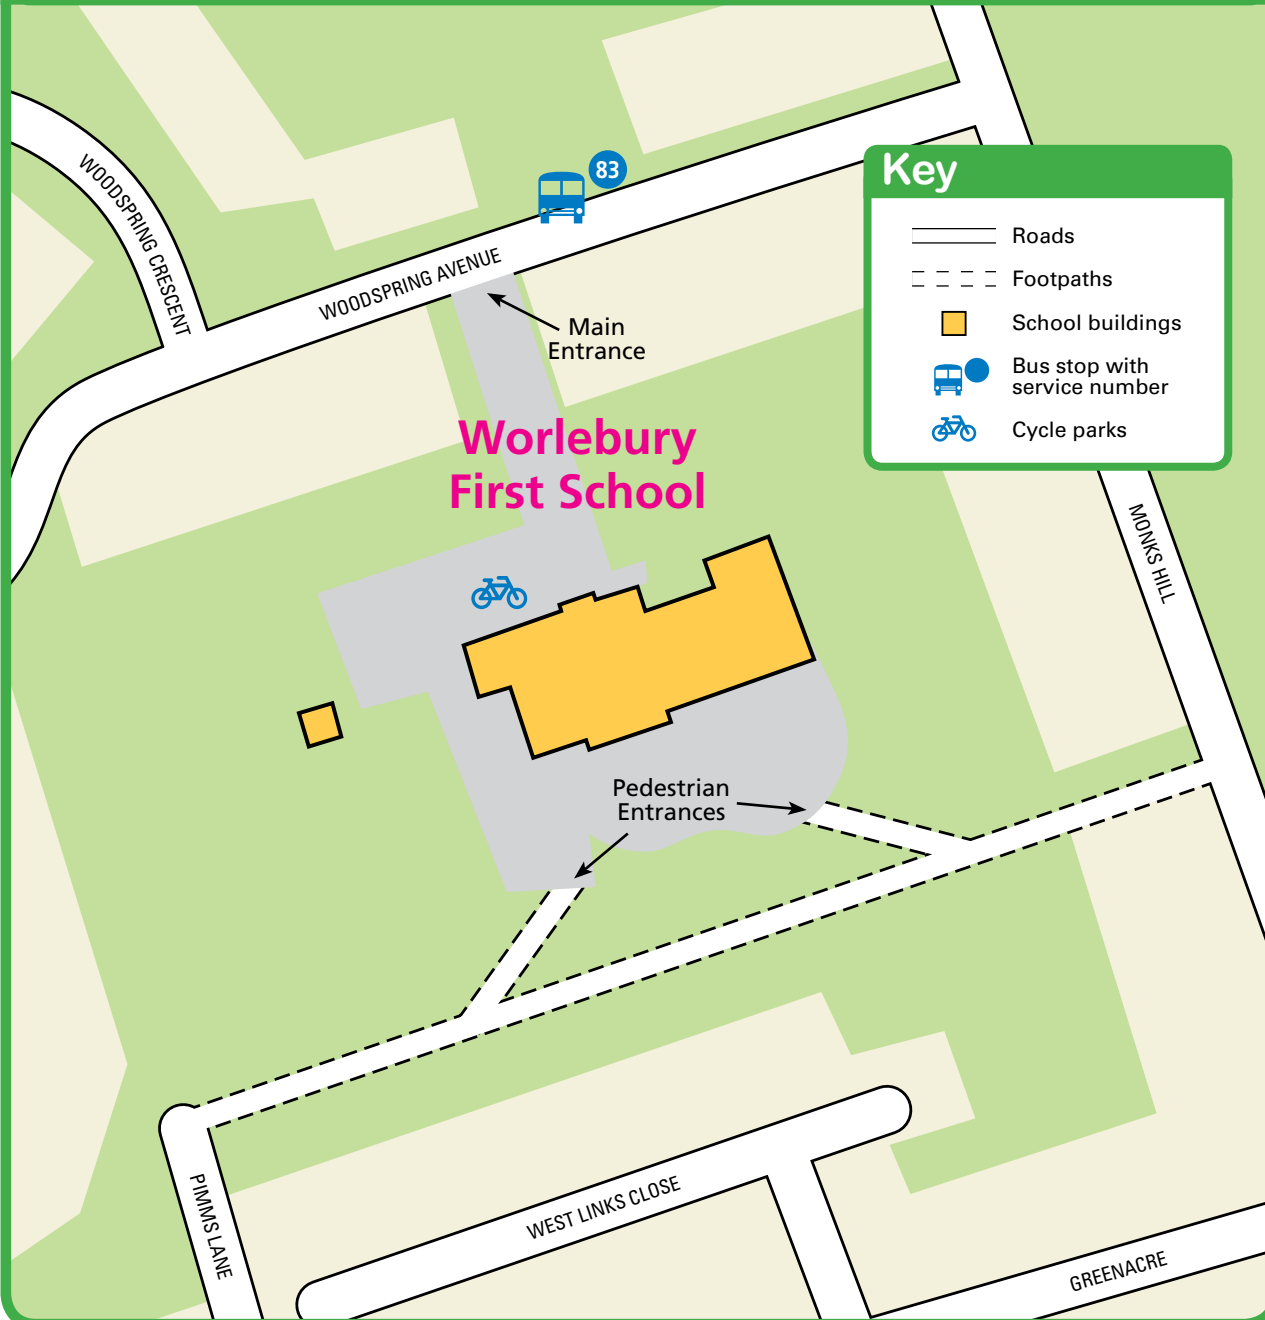 83
Key
Roads
Footpaths
School buildings
Bus stop with
service number
Cycle parks
WOODSPRING CRESCENT
WOODSPRING AVENUE
Main
Entrance
Worlebury
First School
MONKS HILL
Pedestrian
Entrances
PIMMS LANE
WEST LINKS CLOSE
GREENACRE